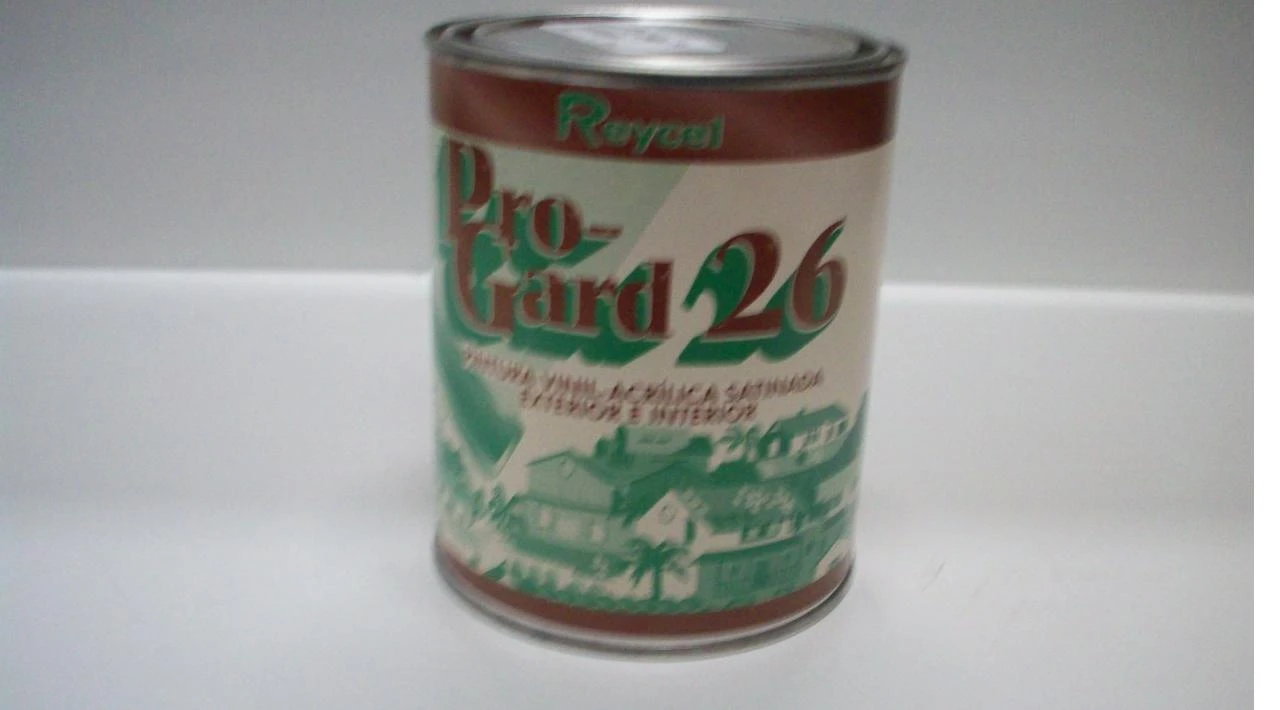 Reycel
Pro-
Gard 26
PINTURA VINIL-ACRÍLICA SATINADA
EXTERIOR E INTERIOR